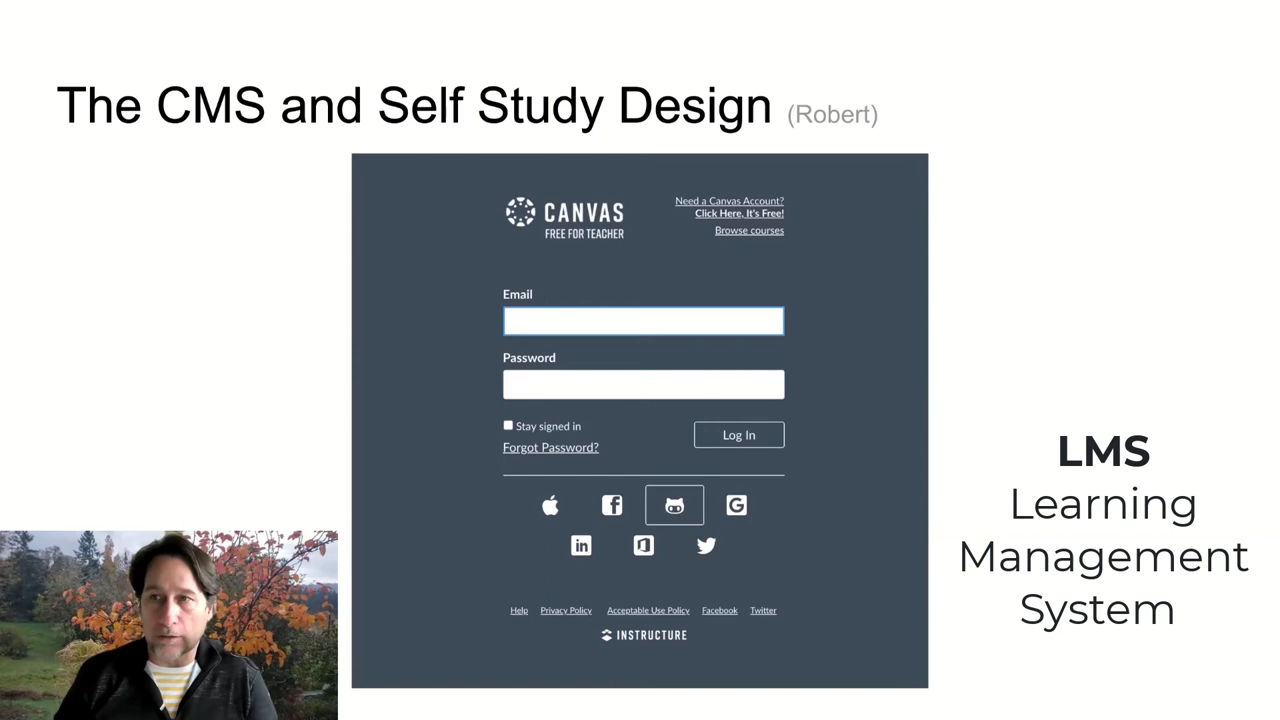 The CMS and Self Study Design (Robert)
CANVAS
FREE FOR TEACHER
Need a Canvas Account?
Click Here, It's Free!
Browse courses
Email
Password
Stay signed in
Forgot Password?
Log In
Help Privacy Policy Acceptable Use Policy Facebook Twitter
INSTRUCTURE
LMS
Learning
Management
System